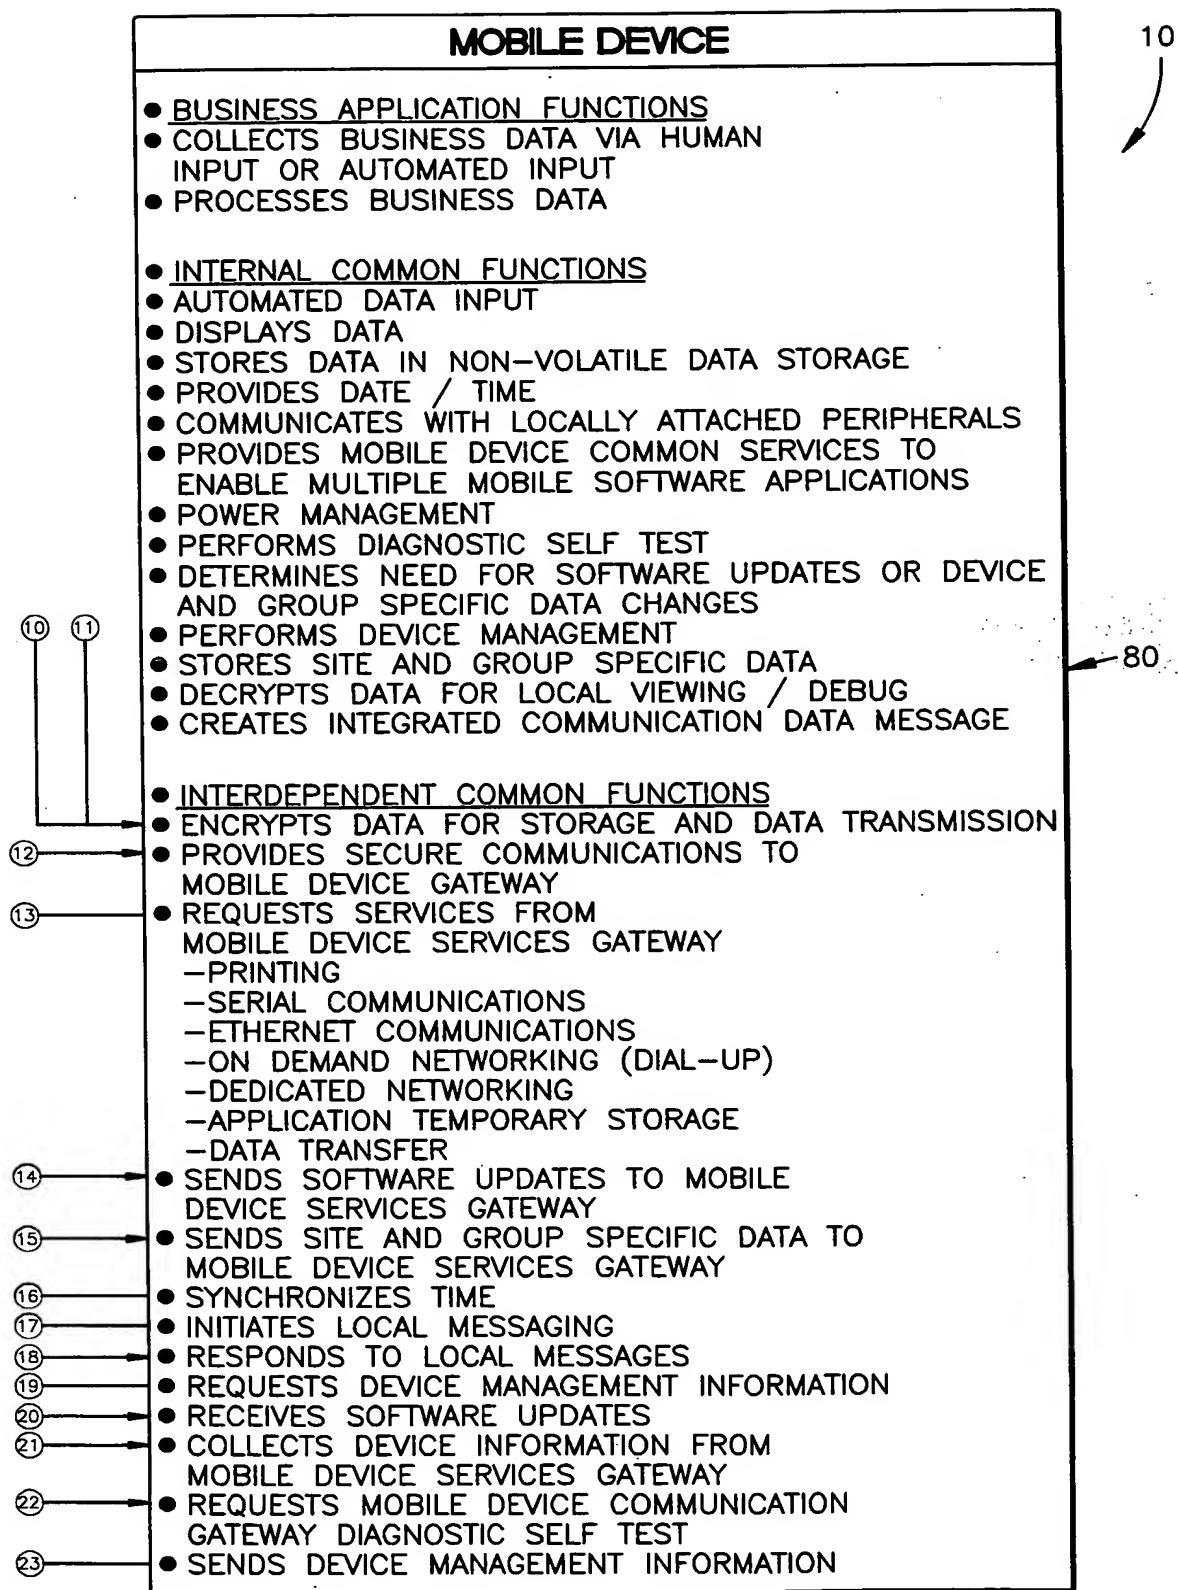 MOBILE DEVICE
10
● BUSINESS APPLICATION FUNCTIONS
● COLLECTS BUSINESS DATA VIA HUMAN
INPUT OR AUTOMATED INPUT
● PROCESSES BUSINESS DATA
● INTERNAL COMMON FUNCTIONS
● AUTOMATED DATA INPUT
● DISPLAYS DATA
● STORES DATA IN NON-VOLATILE DATA STORAGE
● PROVIDES DATE / TIME
● COMMUNICATES WITH LOCALLY ATTACHED PERIPHERALS
● PROVIDES MOBILE DEVICE COMMON SERVICES TO
ENABLE MULTIPLE MOBILE SOFTWARE APPLICATIONS
● POWER MANAGEMENT
● PERFORMS DIAGNOSTIC SELF TEST
● DETERMINES NEED FOR SOFTWARE UPDATES OR DEVICE
AND GROUP SPECIFIC DATA CHANGES
10 11
● PERFORMS DEVICE MANAGEMENT
● STORES SITE AND GROUP SPECIFIC DATA
80
● DECRYPTS DATA FOR LOCAL VIEWING / DEBUG
● CREATES INTEGRATED COMMUNICATION DATA MESSAGE
● INTERDEPENDENT COMMON FUNCTIONS
● ENCRYPTS DATA FOR STORAGE AND DATA TRANSMISSION
12 ● PROVIDES SECURE COMMUNICATIONS TO
MOBILE DEVICE GATEWAY
13 ● REQUESTS SERVICES FROM
MOBILE DEVICE SERVICES GATEWAY
-PRINTING
-SERIAL COMMUNICATIONS
-ETHERNET COMMUNICATIONS
-ON DEMAND NETWORKING (DIAL-UP)
-DEDICATED NETWORKING
-APPLICATION TEMPORARY STORAGE
-DATA TRANSFER
14 ● SENDS SOFTWARE UPDATES TO MOBILE
DEVICE SERVICES GATEWAY
15 ● SENDS SITE AND GROUP SPECIFIC DATA TO
MOBILE DEVICE SERVICES GATEWAY
16 ● SYNCHRONIZES TIME
17 ● INITIATES LOCAL MESSAGING
18 ● RESPONDS TO LOCAL MESSAGES
19 ● REQUESTS DEVICE MANAGEMENT INFORMATION
20 ● RECEIVES SOFTWARE UPDATES
21 ● COLLECTS DEVICE INFORMATION FROM
MOBILE DEVICE SERVICES GATEWAY
22 ● REQUESTS MOBILE DEVICE COMMUNICATION
GATEWAY DIAGNOSTIC SELF TEST
23 ● SENDS DEVICE MANAGEMENT INFORMATION